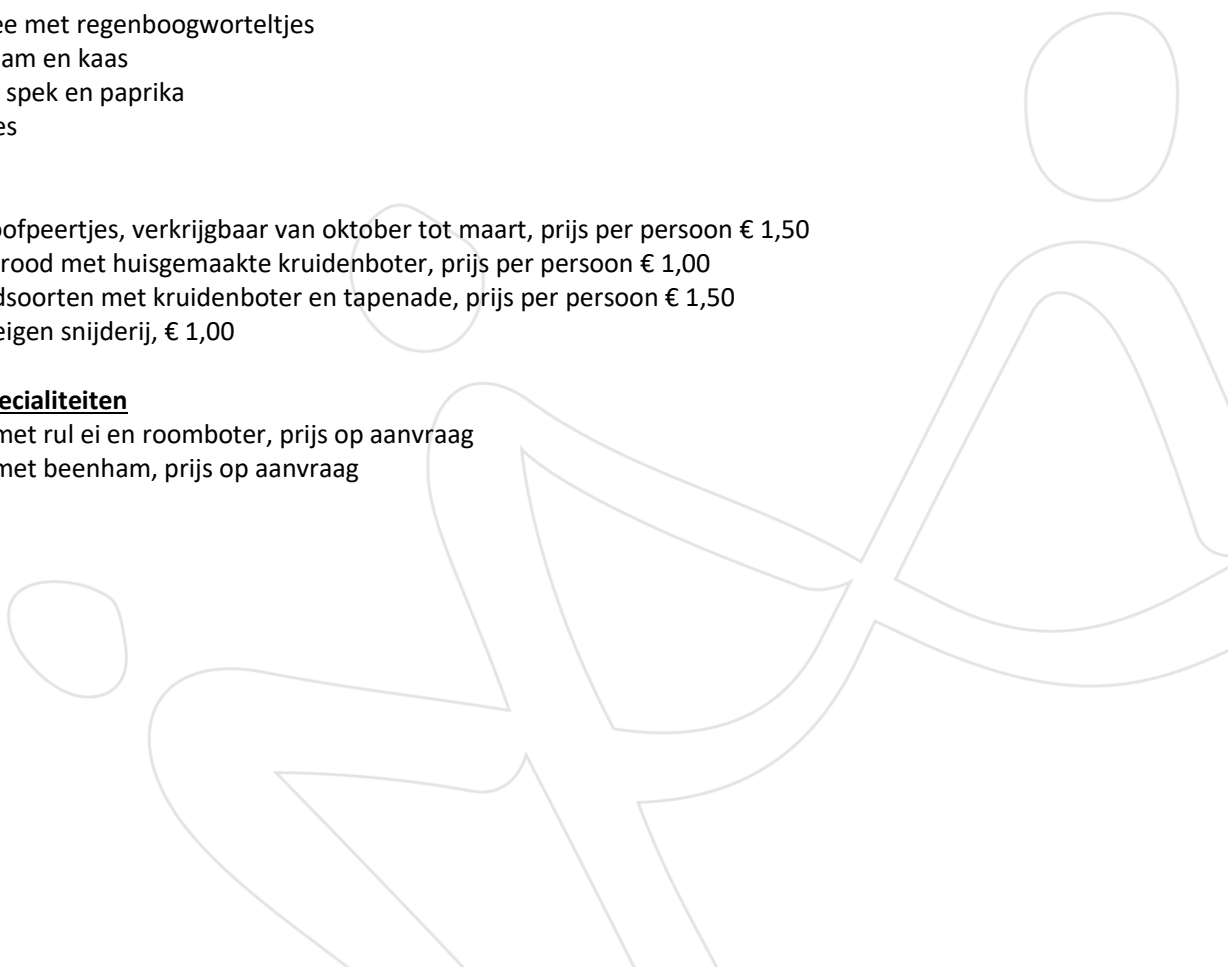 ee met regenboogworteltjes
am en kaas
spek en paprika
es
oofpeertjes, verkrijgbaar van oktober tot maart, prijs per persoon € 1,50
rood met huisgemaakte kruidenboter, prijs per persoon € 1,00
dsoorten met kruidenboter en tapenade, prijs per persoon € 1,50
eigen snijderij, € 1,00
ecialiteiten
met rul ei en roomboter, prijs op aanvraag
met beenham, prijs op aanvraag